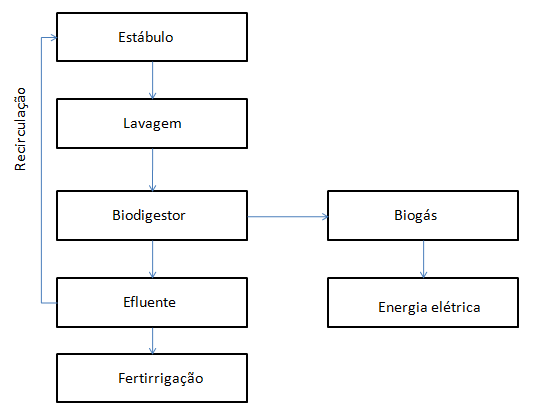 Estábulo
Recirculação
Lavagem
Biodigestor
Biogás
Efluente
Energia elétrica
Fertirrigação